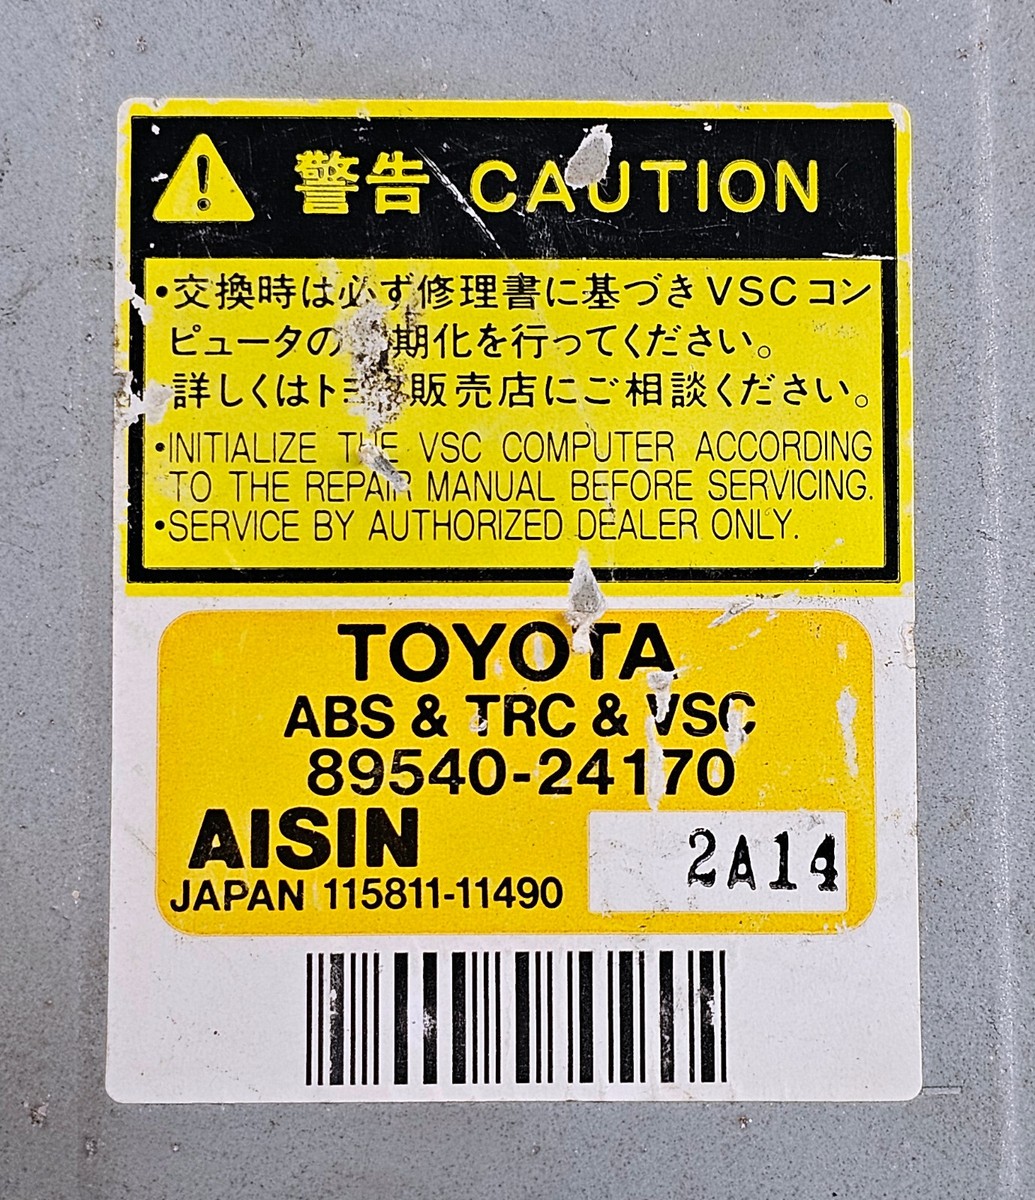 警告 CAUTION
・交換時は必ず修理書に基づきVSCコン
ピュータの期化を行ってください。
詳しくはト販売店にご相談ください。
•INITIALIZE THE VSC COMPUTER ACCORDING
TO THE REPAIR MANUAL BEFORE SERVICING.
•SERVICE BY AUTHORIZED DEALER ONLY.
TOYOTA
ABS & TRC & VSC
89540-24170
AISIN
2A14
JAPAN 115811-11490